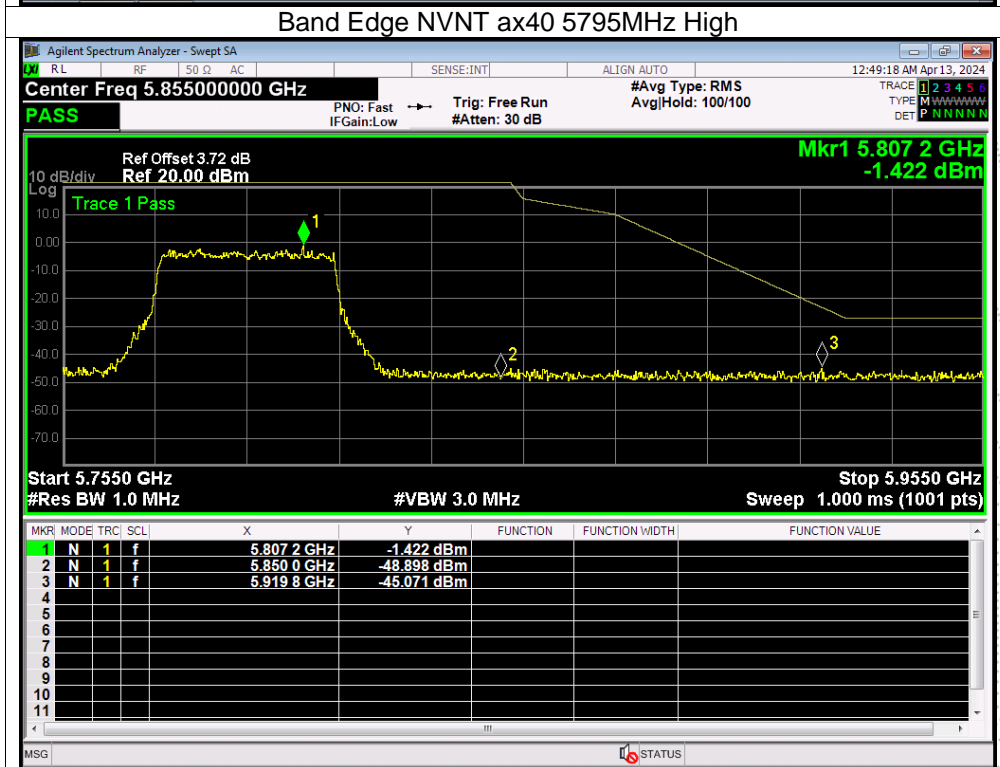 Band Edge NVNT ax40 5795MHz High
Agilent Spectrum Analyzer - Swept SA
LXI RL RF 50 Ω AC SENSE:INT ALIGN AUTO 12:49:18 AM Apr 13, 2024
Center Freq 5.855000000 GHz #Avg Type: RMS TRACE 1 2 3 4 5 6
PNO: Fast Trig: Free Run Avg|Hold: 100/100 TYPE M W W W W W
PASS IFGain:Low #Atten: 30 dB DET P N N N N N
Mkr1 5.807 2 GHz
Ref Offset 3.72 dB
10 dB/div Ref 20.00 dBm -1.422 dBm
Log
Trace 1 Pass
10.0
1
0.00
-10.0
-20.0
-30.0
-40.0
2
3
-50.0
-60.0
-70.0
Start 5.7550 GHz Stop 5.9550 GHz
#Res BW 1.0 MHz #VBW 3.0 MHz Sweep 1.000 ms (1001 pts)
MKR MODE TRC SCL X Y FUNCTION FUNCTION WIDTH FUNCTION VALUE
1 N 1 f 5.807 2 GHz -1.422 dBm
2 N 1 f 5.850 0 GHz -48.898 dBm
3 N 1 f 5.919 8 GHz -45.071 dBm
4
5
6
7
8
9
10
11
MSG STATUS